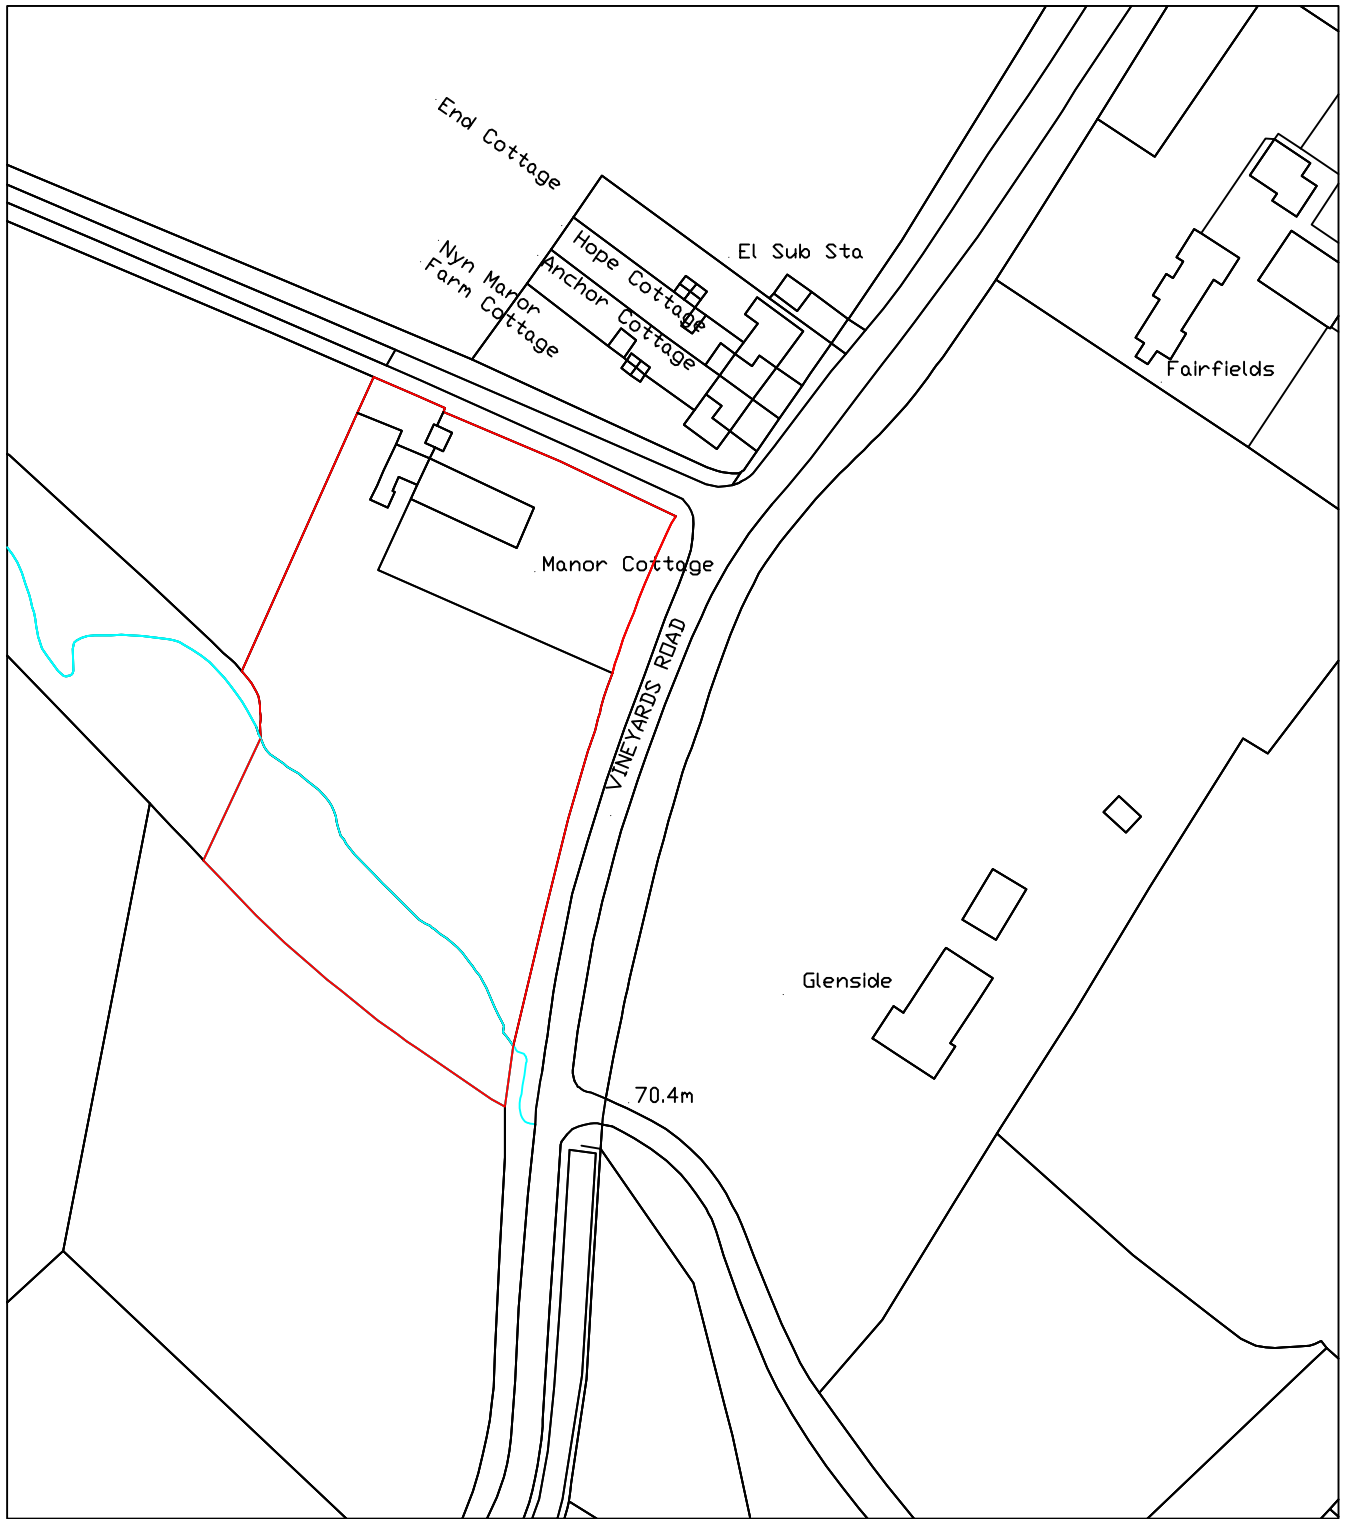 End Cottage
El Sub Sta
Hope Cottage
Nyn Manor
Farm Cottage
Anchor Cottage
Fairfields
Manor Cottage
VINEYARDS ROAD
Glenside
70.4m